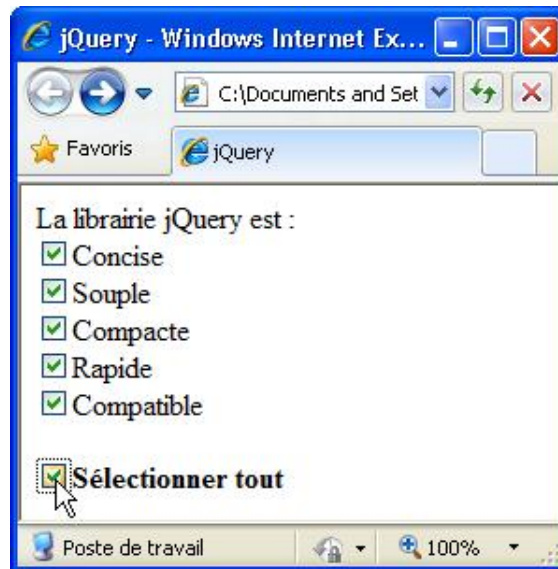 jQuery - Windows Internet Ex...
C:\Documents and Set
Favoris
jQuery
La librairie jQuery est :
Concise
Souple
Compacte
Rapide
Compatible
Sélectionner tout
Poste de travail
100%